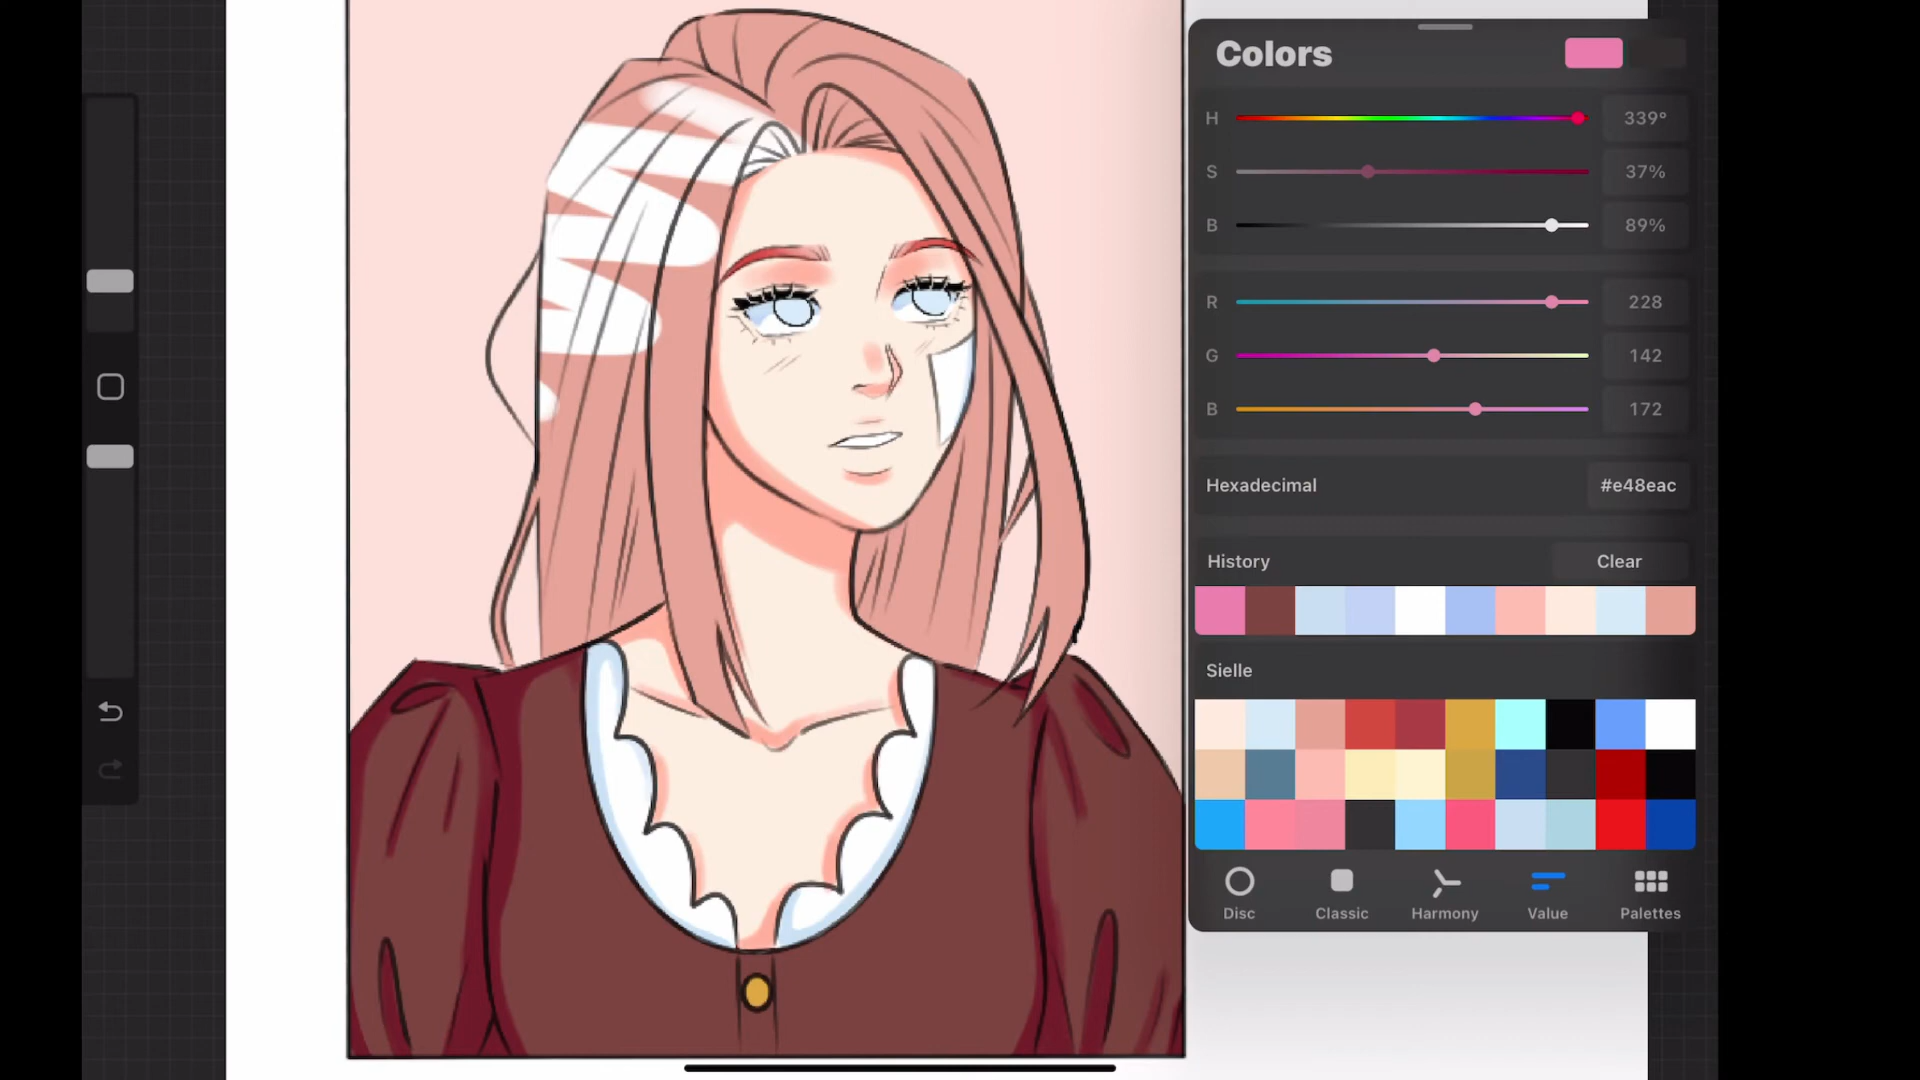 Colors
H 339°
S 37%
B 89%
R 228
G 142
B 172
Hexadecimal #e48eac
History Clear
Sielle
Disc Classic Harmony Value Palettes